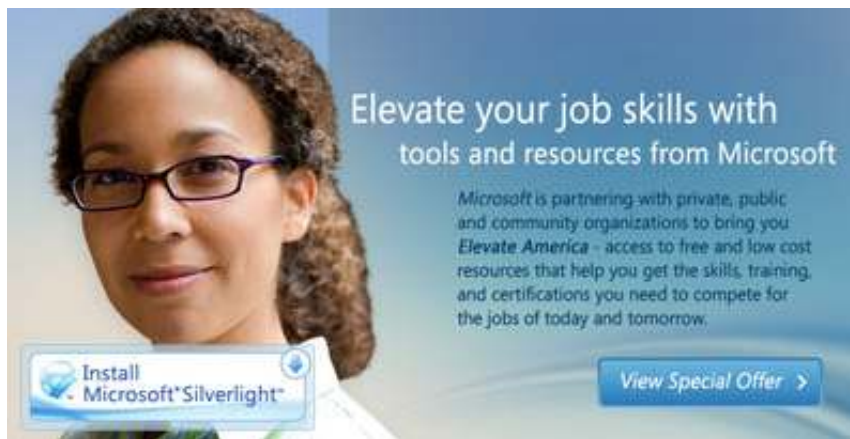 Elevate your job skills with
tools and resources from Microsoft
Microsoft is partnering with private, public
and community organizations to bring you
Elevate America - access to free and low cost
resources that help you get the skills, training,
and certifications you need to compete for
the jobs of today and tomorrow.
Install
Microsoft® Silverlight™
View Special Offer >